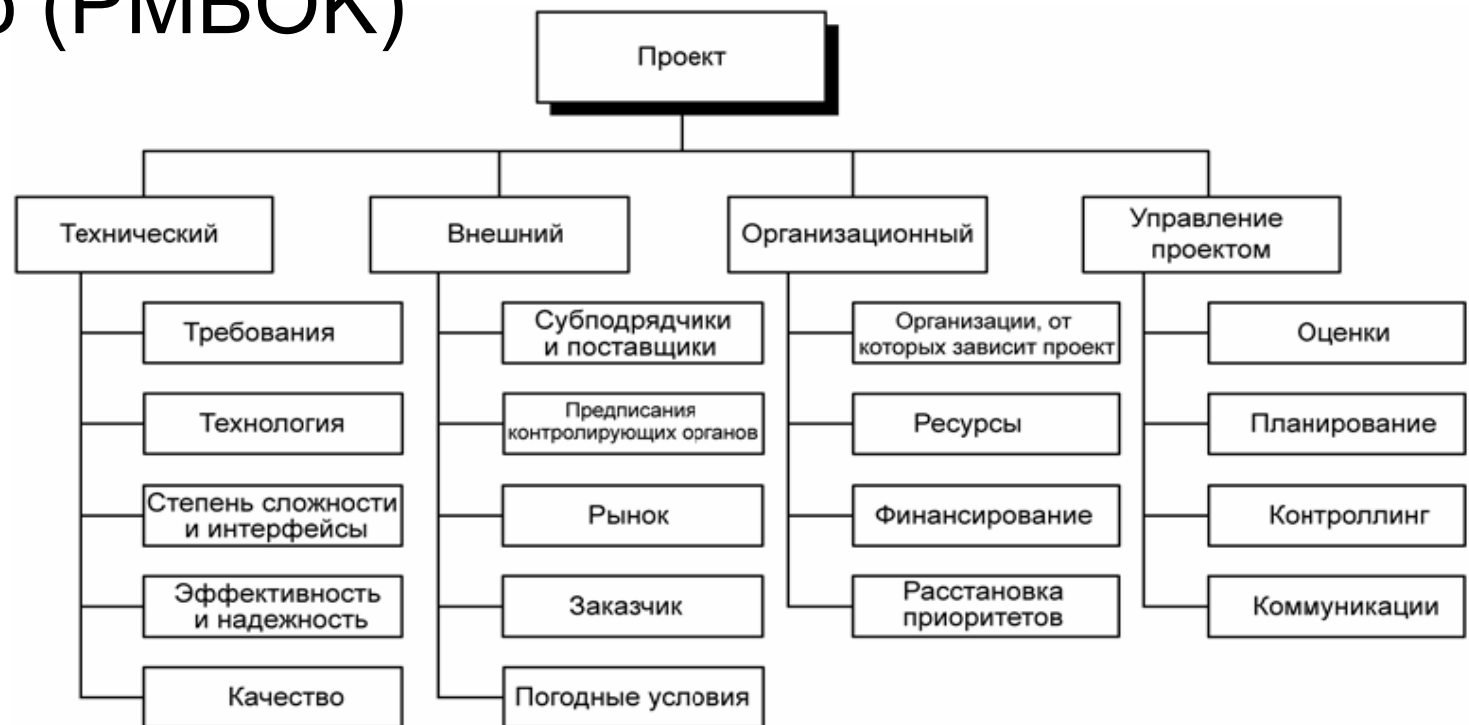 (PMBOK)
Проект
Технический
Требования
Технология
Степень сложности
и интерфейсы
Эффективность
и надежность
Качество
Внешний
Субподрядчики
и поставщики
Предписания
контролирующих органов
Рынок
Заказчик
Погодные условия
Организационный
Организации, от
которых зависит проект
Ресурсы
Финансирование
Расстановка
приоритетов
Управление
проектом
Оценки
Планирование
Контроллинг
Коммуникации